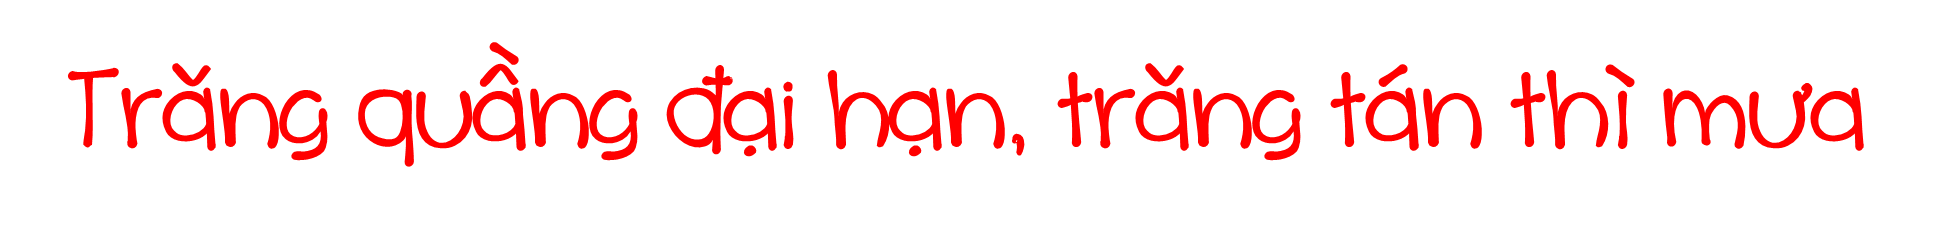 Trăng quầng đại hạn, trăng tán thì mưa